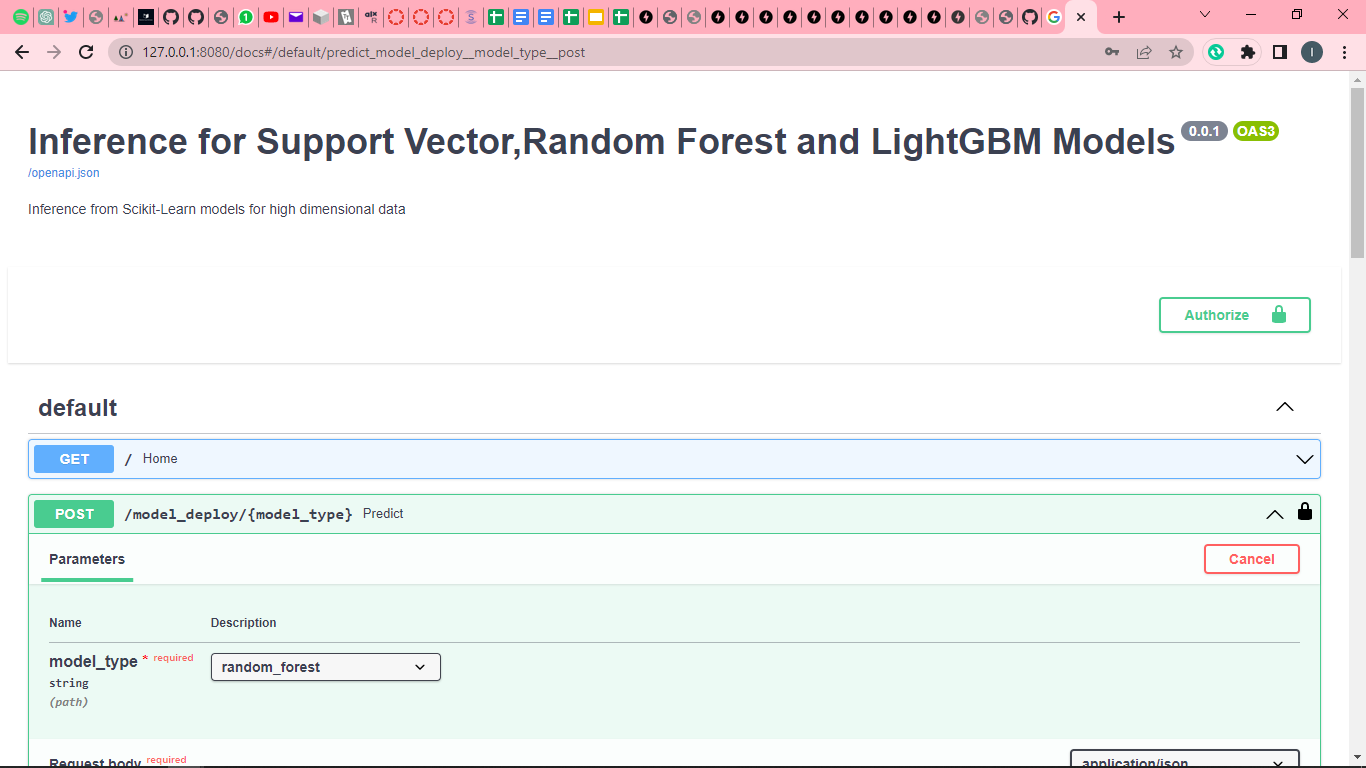 127.0.0.1:8080/docs#/default/predict_model_deploy__model_type__post
I
Inference for Support Vector,Random Forest and LightGBM Models 0.0.1 OAS3
/openapi.json
Inference from Scikit-Learn models for high dimensional data
Authorize
default
GET / Home
POST /model_deploy/{model_type} Predict
Parameters Cancel
Name Description
model_type * required random_forest
string
(path)
Request body required application/json